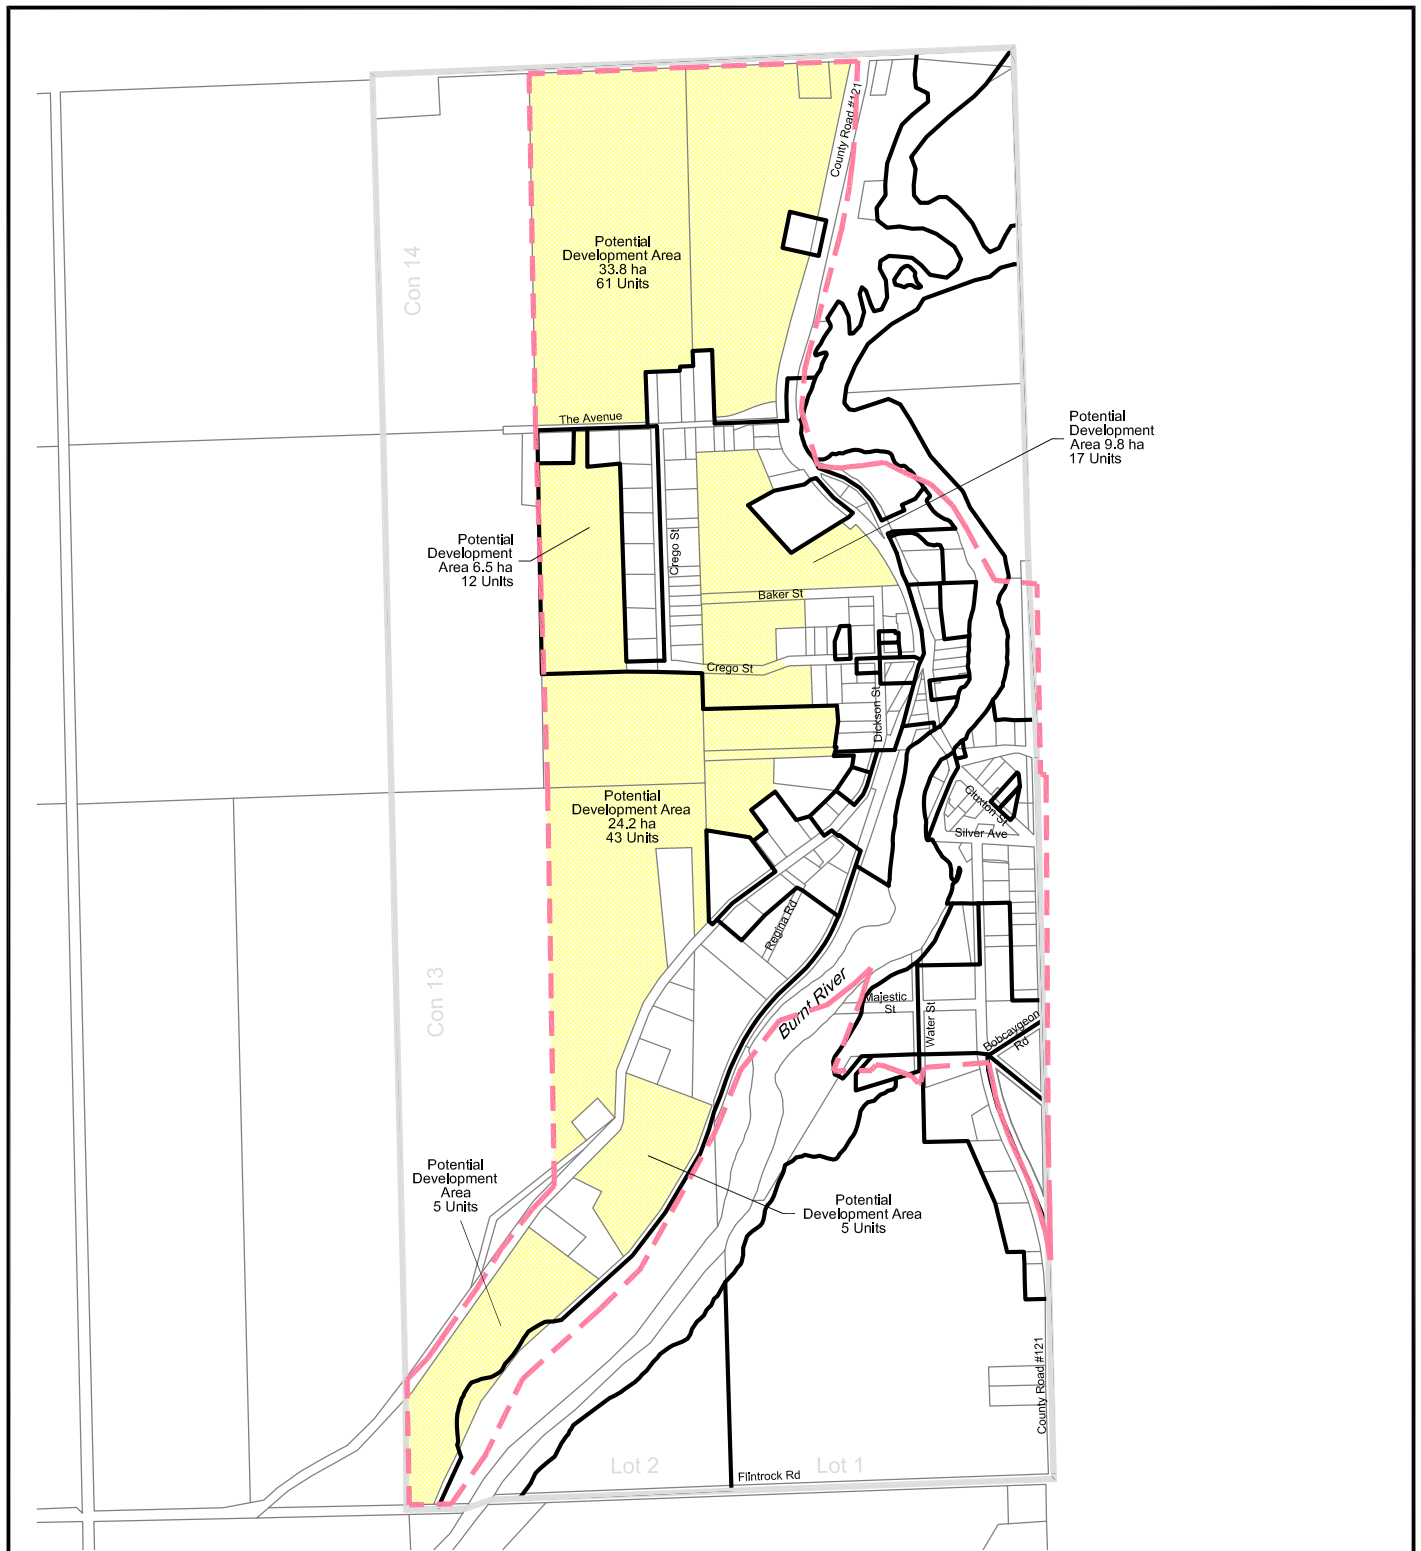 County Road #121
Potential
Development Area
33.8 ha
61 Units
Con 14
The Avenue
Potential
Development
Area 9.8 ha
17 Units
Potential
Development
Area 6.5 ha
12 Units
Crego St
Baker St
Crego St
Dickson St
Potential
Development Area
24.2 ha
43 Units
Cluxton St
Silver Ave
Regina Rd
Con 13
Burnt River
Majestic
St
Water St
Bobcaygeon
Rd
Potential
Development
Area
5 Units
Potential
Development Area
5 Units
County Road #121
Lot 2
Lot 1
Flintrock Rd